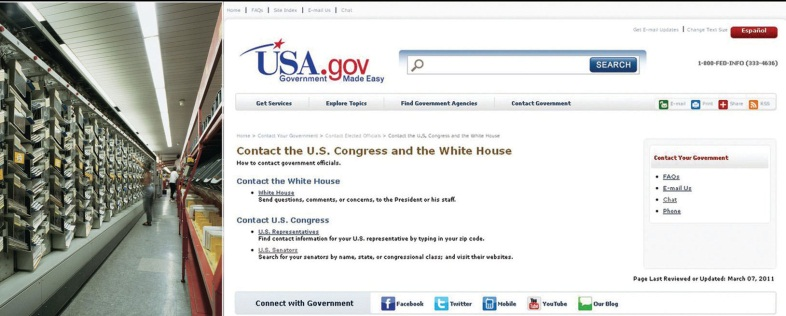 Home | FAQs | Site Index | E-mail Us | Chat
Get E-mail Updates | Change Text Size Español
USA.gov
Government Made Easy
SEARCH
1-800-FED-INFO (333-4636)
Get Services Explore Topics Find Government Agencies Contact Government
E-mail Print Share RSS
Home > Contact Your Government > Contact Elected Officials > Contact the U.S. Congress and the White House
Contact the U.S. Congress and the White House
How to contact government officials.
Contact the White House
• White House
Send questions, comments, or concerns, to the President or his staff.
Contact U.S. Congress
• U.S. Representatives
Find contact information for your U.S. representative by typing in your zip code.
• U.S. Senators
Search for your senators by name, state, or congressional class; and visit their websites.
Contact Your Government
• FAQs
• E-mail Us
• Chat
• Phone
Page Last Reviewed or Updated: March 07, 2011
Connect with Government Facebook Twitter Mobile YouTube Our Blog